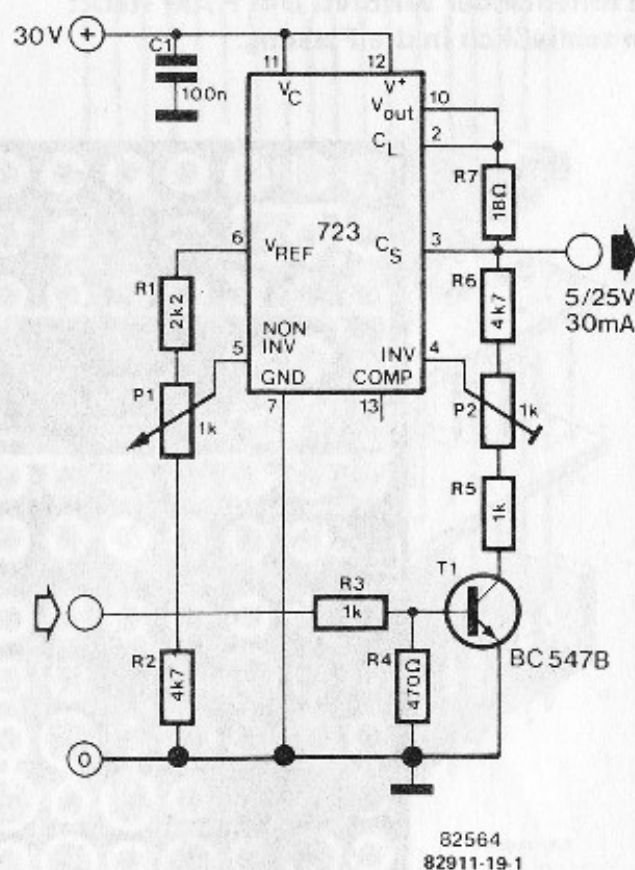 30V +
C1
100n
11
12
VC
V+
Vout
10
CL
2
R7
18Ω
723
6
VREF
CS
3
R1
2k2
R6
4k7
5/25V
30mA
NON
INV
5
INV
4
P1
1k
GND
COMP
7
13
P2
1k
R5
1k
T1
R3
1k
BC 547B
R2
4k7
R4
470Ω
0
82564
82911-19-1